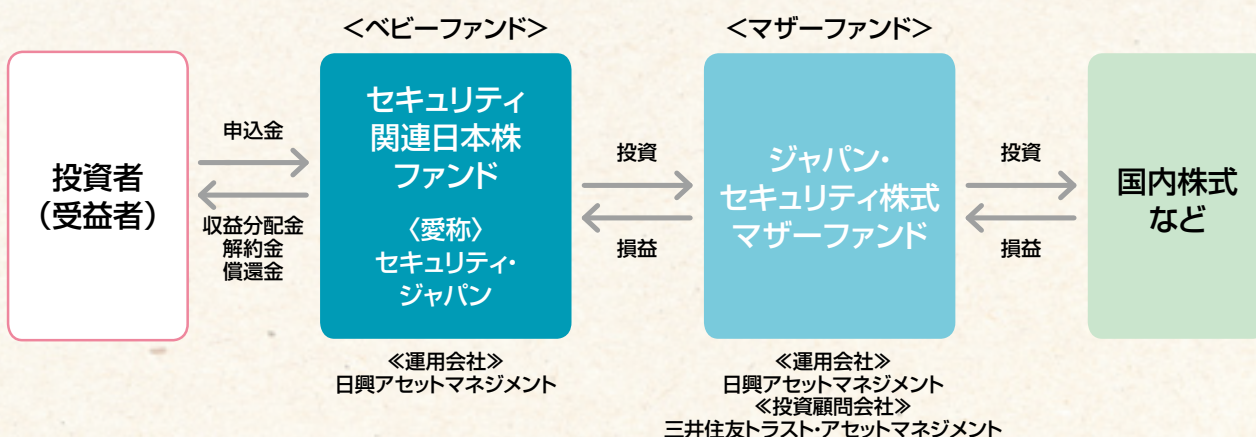 投資者
(受益者)
申込金
収益分配金
解約金
償還金
＜ベビーファンド＞
セキュリティ
関連日本株
ファンド
〈愛称〉
セキュリティ・
ジャパン
≪運用会社≫
日興アセットマネジメント
投資
損益
＜マザーファンド＞
ジャパン・
セキュリティ株式
マザーファンド
≪運用会社≫
日興アセットマネジメント
≪投資顧問会社≫
三井住友トラスト・アセットマネジメント
投資
損益
国内株式
など